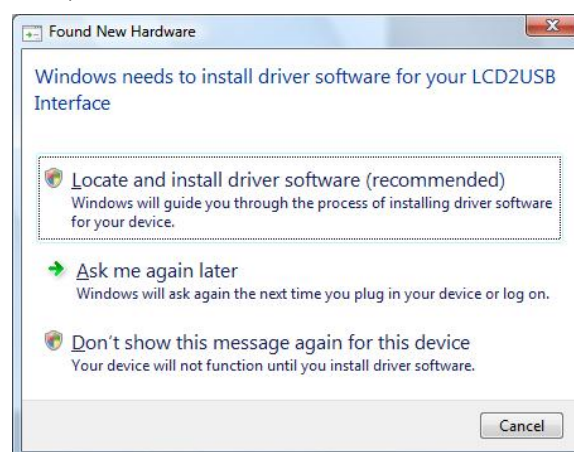 Found New Hardware
Windows needs to install driver software for your LCD2USB
Interface
Locate and install driver software (recommended)
Windows will guide you through the process of installing driver software
for your device.
Ask me again later
Windows will ask again the next time you plug in your device or log on.
Don't show this message again for this device
Your device will not function until you install driver software.
Cancel